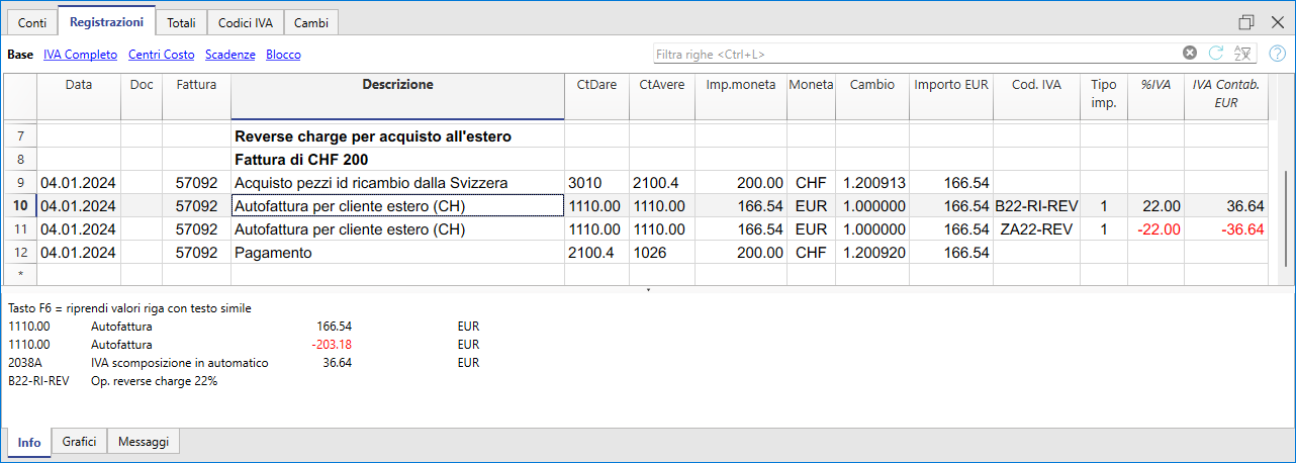 Conti Registrazioni Totali Codici IVA Cambi
Base IVA Completo Centri Costo Scadenze Blocco Filtra righe <Ctrl+L>
Data Doc Fattura Descrizione CtDare CtAvere Imp.moneta Moneta Cambio Importo EUR Cod. IVA Tipo %IVA IVA Contab.
imp. EUR
7 Reverse charge per acquisto all'estero
8 Fattura di CHF 200
9 04.01.2024 57092 Acquisto pezzi id ricambio dalla Svizzera 3010 2100.4 200.00 CHF 1.200913 166.54
10 04.01.2024 57092 Autofattura per cliente estero (CH) 1110.00 1110.00 166.54 EUR 1.000000 166.54 B22-RI-REV 1 22.00 36.64
11 04.01.2024 57092 Autofattura per cliente estero (CH) 1110.00 1110.00 166.54 EUR 1.000000 166.54 ZA22-REV 1 -22.00 -36.64
12 04.01.2024 57092 Pagamento 2100.4 1026 200.00 CHF 1.200920 166.54
*
Tasto F6 = riprendi valori riga con testo simile
1110.00 Autofattura 166.54 EUR
1110.00 Autofattura -203.18 EUR
2038A IVA scomposizione in automatico 36.64 EUR
B22-RI-REV Op. reverse charge 22%
Info Grafici Messaggi